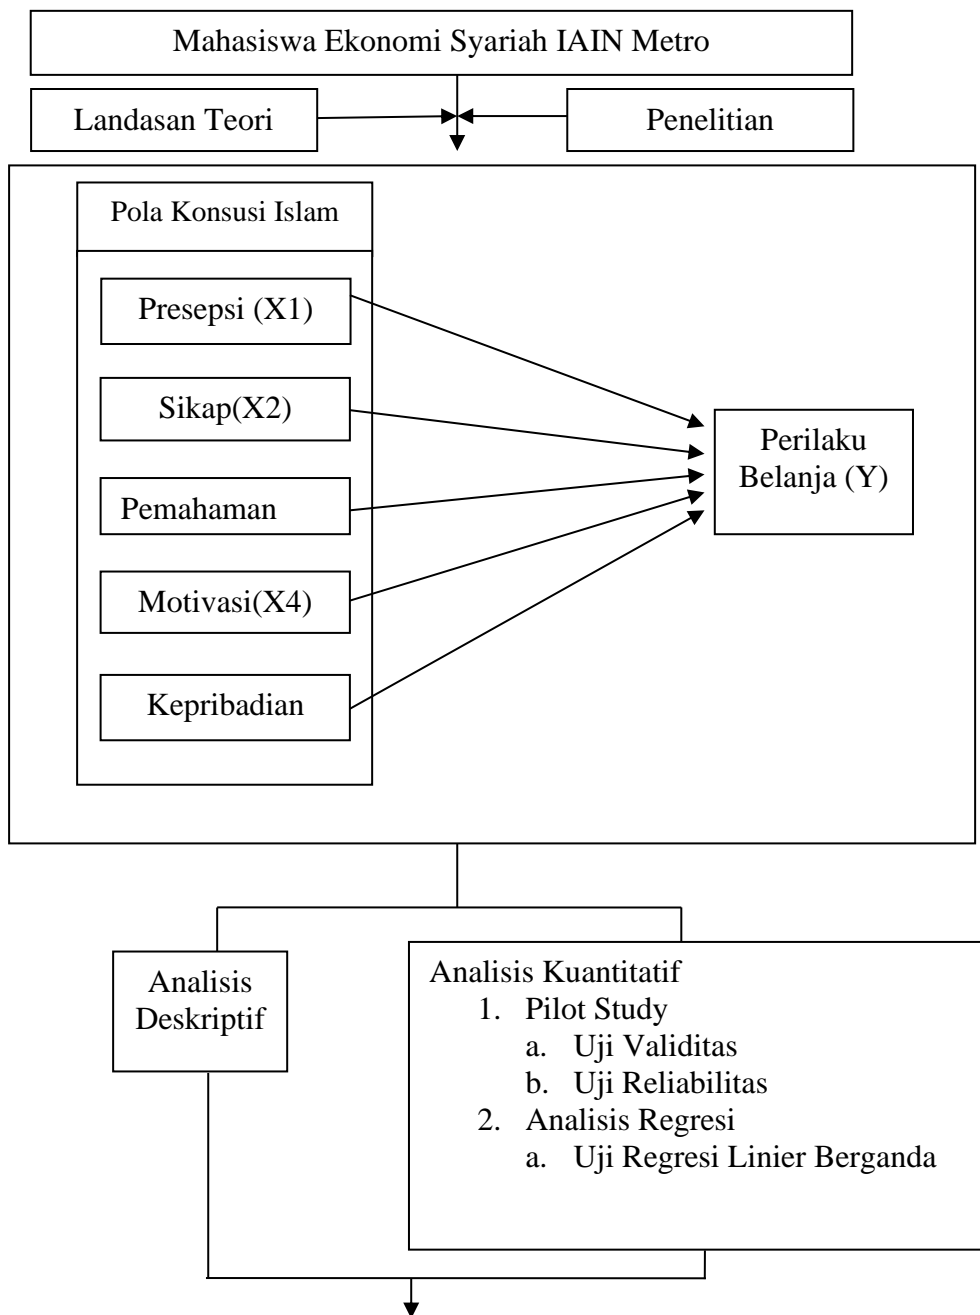 Mahasiswa Ekonomi Syariah IAIN Metro
Landasan Teori
Penelitian
Pola Konsusi Islam
Presepsi (X1)
Sikap(X2)
Pemahaman
Motivasi(X4)
Kepribadian
Perilaku
Belanja (Y)
Analisis
Deskriptif
Analisis Kuantitatif
1. Pilot Study
a. Uji Validitas
b. Uji Reliabilitas
2. Analisis Regresi
a. Uji Regresi Linier Berganda